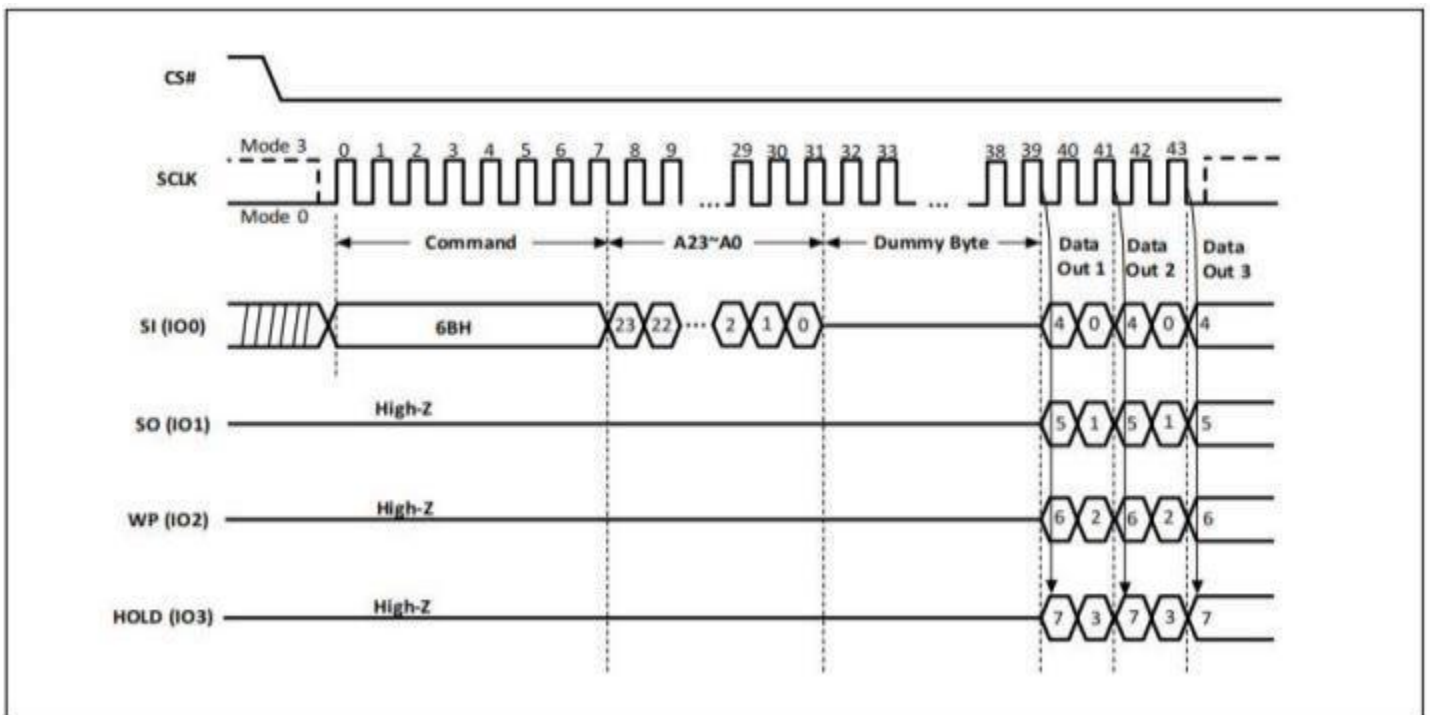 CS#
Mode 3
0 1 2 3 4 5 6 7 8 9 29 30 31 32 33 38 39 40 41 42 43
SCLK
... ...
Mode 0
Command A23~A0 Dummy Byte Data Out 1 Data Out 2 Data Out 3
SI (IO0) 6BH 23 22 ... 2 1 0 4 0 4 0 4
High-Z
SO (IO1) 5 1 5 1 5
High-Z
WP (IO2) 6 2 6 2 6
High-Z
HOLD (IO3) 7 3 7 3 7